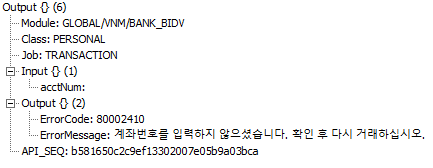 Output {} (6)
Module: GLOBAL/VNM/BANK_BIDV
Class: PERSONAL
Job: TRANSACTION
Input {} (1)
acctNum:
Output {} (2)
ErrorCode: 80002410
ErrorMessage: 계좌번호를 입력하지 않으셨습니다. 확인 후 다시 거래하십시오.
API_SEQ: b581650c2c9ef13302007e05b9a03bca